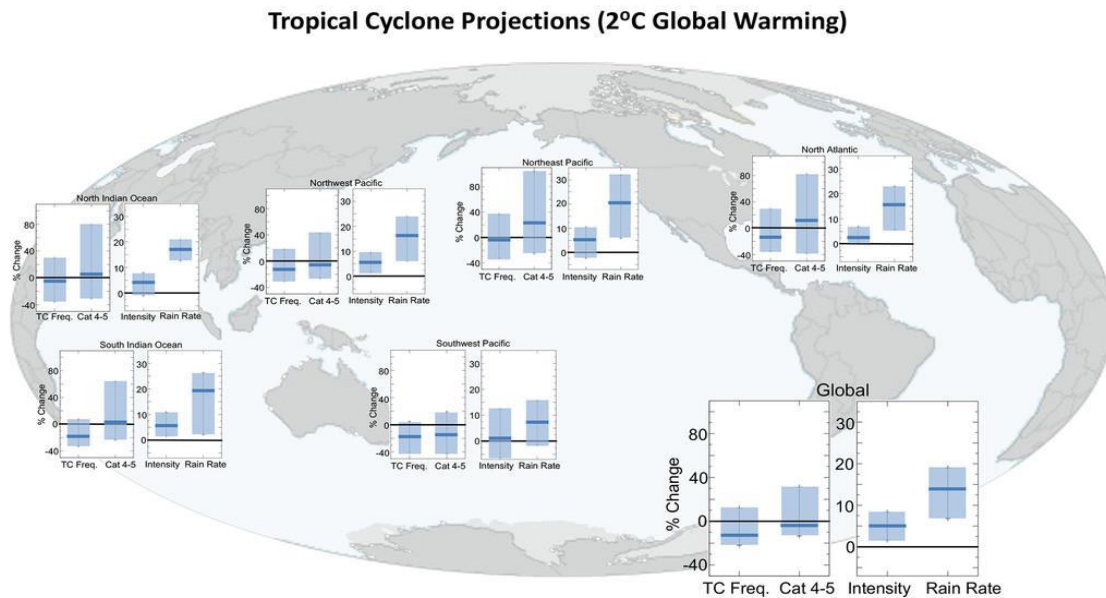 Tropical Cyclone Projections (2ºC Global Warming)
North Indian Ocean
% Change
80 30
40 20
0 10
-40 0
TC Freq. Cat 4-5 Intensity Rain Rate
Northwest Pacific
% Change
80 30
40 20
0 10
-40 0
TC Freq. Cat 4-5 Intensity Rain Rate
Northeast Pacific
% Change
80 30
40 20
0 10
-40 0
TC Freq. Cat 4-5 Intensity Rain Rate
North Atlantic
% Change
80 30
40 20
0 10
-40 0
TC Freq. Cat 4-5 Intensity Rain Rate
South Indian Ocean
% Change
80 30
40 20
0 10
-40 0
TC Freq. Cat 4-5 Intensity Rain Rate
Southwest Pacific
% Change
80 30
40 20
0 10
-40 0
TC Freq. Cat 4-5 Intensity Rain Rate
Global
% Change
80 30
40 20
0 10
-40 0
TC Freq. Cat 4-5 Intensity Rain Rate